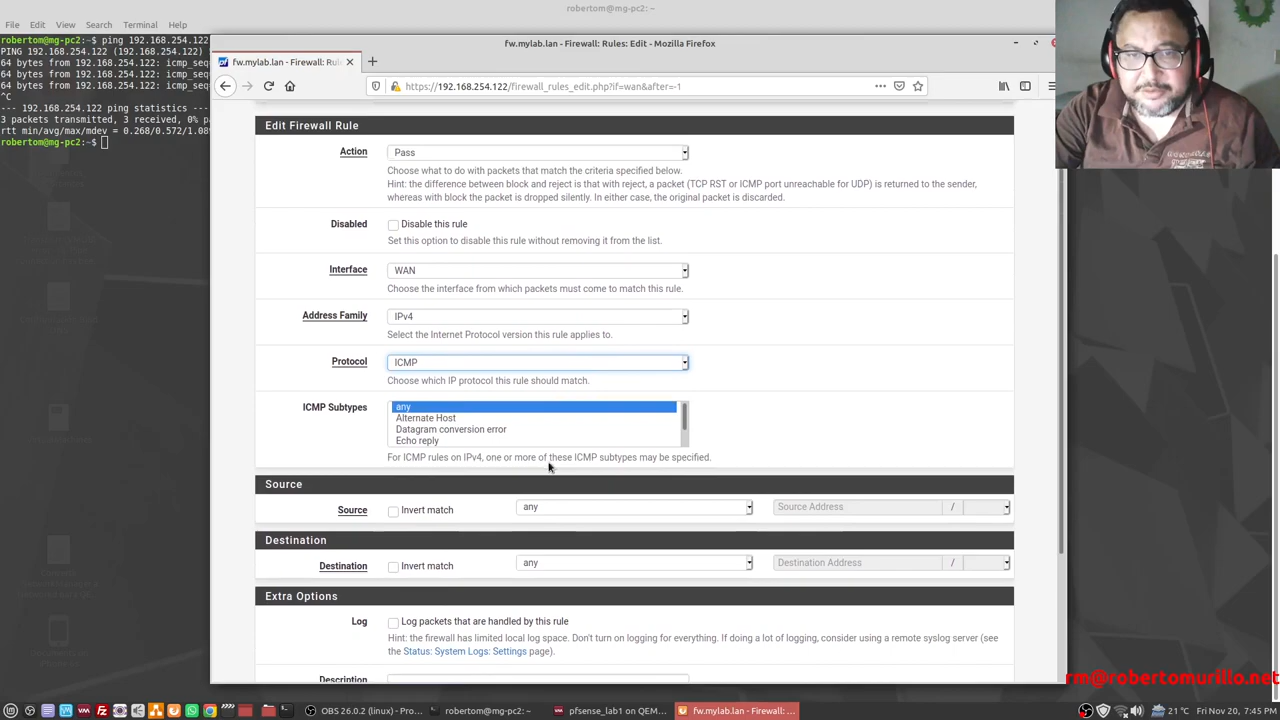 robertom@mg-pc2: ~
File Edit View Search Terminal Help
robertom@mg-pc2:~$ ping 192.168.254.122
PING 192.168.254.122 (192.168.254.122)
64 bytes from 192.168.254.122: icmp_seq
64 bytes from 192.168.254.122: icmp_seq
64 bytes from 192.168.254.122: icmp_seq
^C
--- 192.168.254.122 ping statistics ---
3 packets transmitted, 3 received, 0% p
rtt min/avg/max/mdev = 0.268/0.572/1.08
robertom@mg-pc2:~$
fw.mylab.lan - Firewall: Rules: Edit - Mozilla Firefox
fw.mylab.lan - Firewall: Rul
https://192.168.254.122/firewall_rules_edit.php?if=wan&after=-1
Edit Firewall Rule
Action Pass
Choose what to do with packets that match the criteria specified below.
Hint: the difference between block and reject is that with reject, a packet (TCP RST or ICMP port unreachable for UDP) is returned to the sender,
whereas with block the packet is dropped silently. In either case, the original packet is discarded.
Disabled Disable this rule
Set this option to disable this rule without removing it from the list.
Interface WAN
Choose the interface from which packets must come to match this rule.
Address Family IPv4
Select the Internet Protocol version this rule applies to.
Protocol ICMP
Choose which IP protocol this rule should match.
ICMP Subtypes any
Alternate Host
Datagram conversion error
Echo reply
For ICMP rules on IPv4, one or more of these ICMP subtypes may be specified.
Source
Source Invert match any Source Address /
Destination
Destination Invert match any Destination Address /
Extra Options
Log Log packets that are handled by this rule
Hint: the firewall has limited local log space. Don't turn on logging for everything. If doing a lot of logging, consider using a remote syslog server (see
the Status: System Logs: Settings page).
Description
rm@robertomurillo.net
OBS 26.0.2 (linux) - Pro... robertom@mg-pc2: ~ pfsense_lab1 on QEM... fw.mylab.lan - Firewall:... 21 °C Fri Nov 20, 7:45 PM